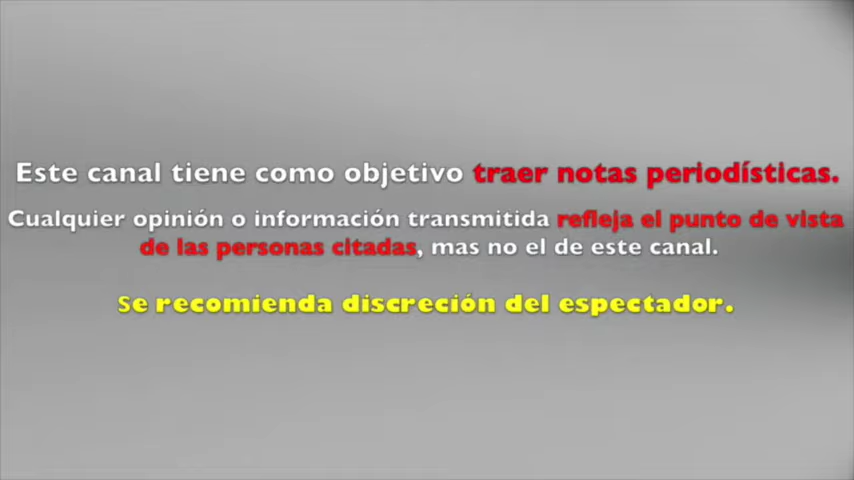 Este canal tiene como objetivo traer notas periodísticas.
Cualquier opinión o información transmitida refleja el punto de vista
de las personas citadas, mas no el de este canal.
Se recomienda discreción del espectador.